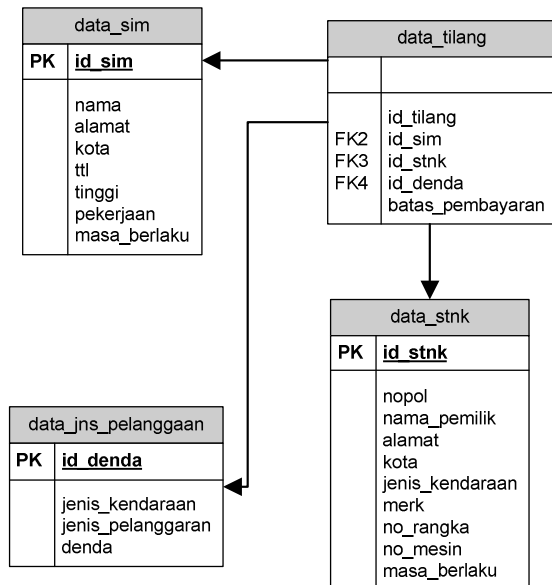 data_sim
PK id_sim
nama
alamat
kota
ttl
tinggi
pekerjaan
masa_berlaku
data_tilang
id_tilang
FK2 id_sim
FK3 id_stnk
FK4 id_denda
batas_pembayaran
data_stnk
PK id_stnk
nopol
nama_pemilik
alamat
kota
jenis_kendaraan
merk
no_rangka
no_mesin
masa_berlaku
data_jns_pelanggaan
PK id_denda
jenis_kendaraan
jenis_pelanggaran
denda